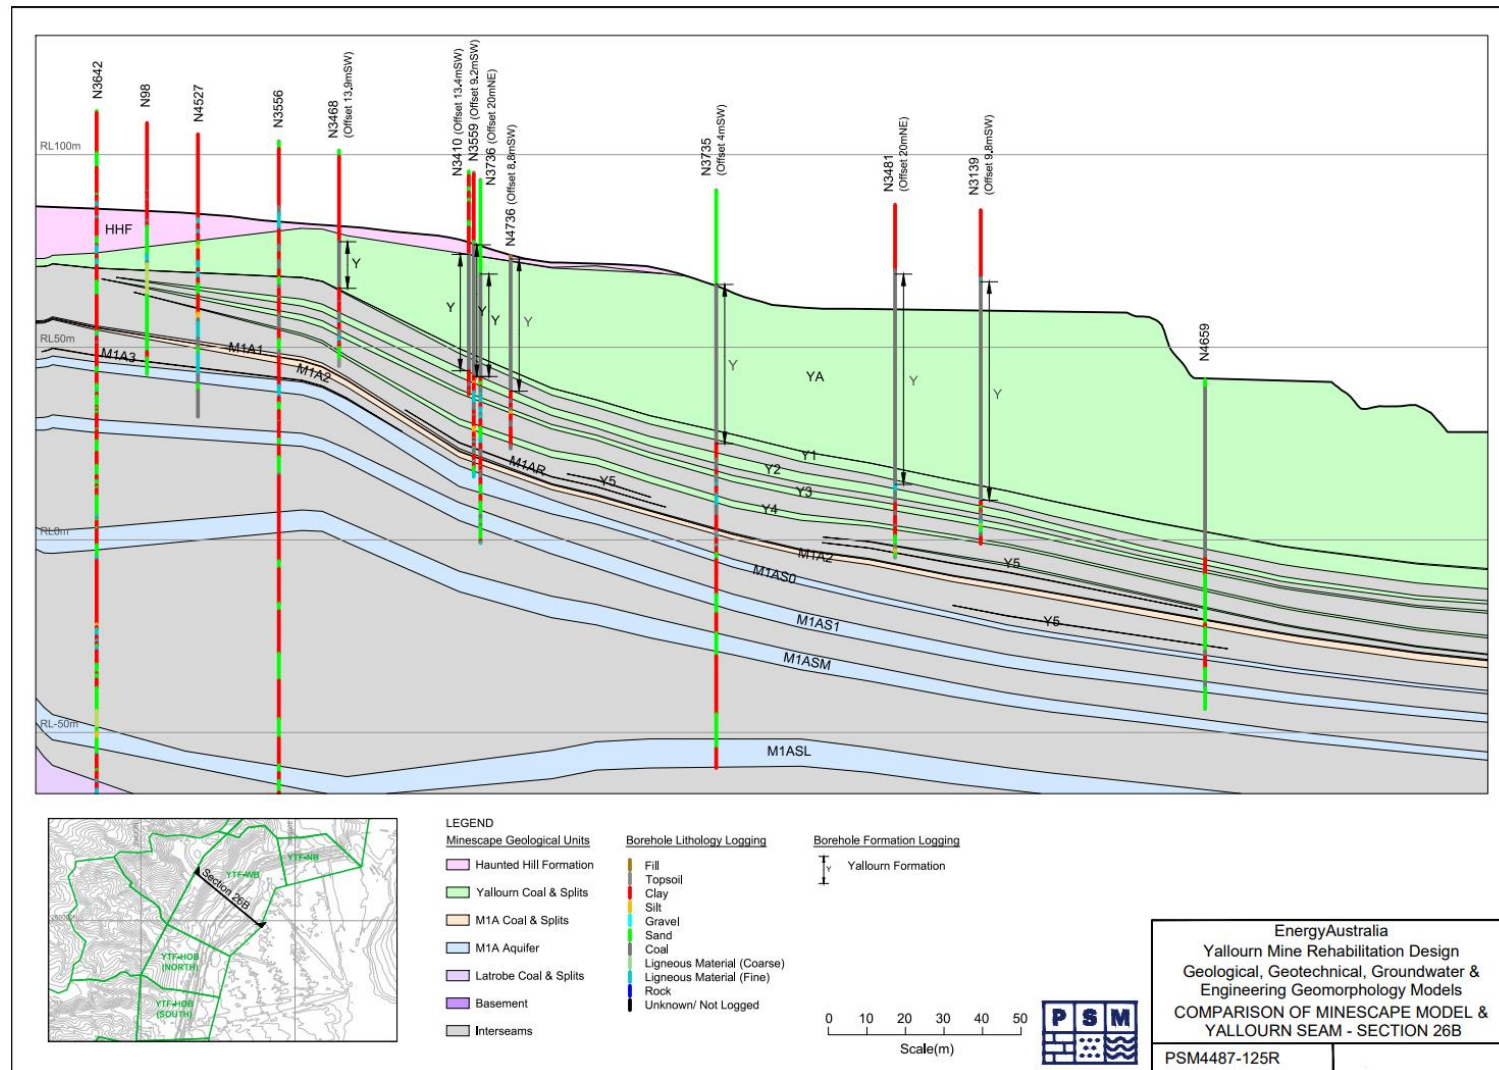 N3642
N98
N4527
N3556
N3468
(Offset 13.9mSW)
N3410 (Offset 13.4mSW)
N3559 (Offset 9.2mSW)
N3736 (Offset 20mNE)
N4736 (Offset 8.8mSW)
N3735
(Offset 4mSW)
N3481
(Offset 20mNE)
N3139
(Offset 9.8mSW)
N4659
RL100m
RL50m
RL0m
RL-50m
HHF
Y
Y
Y
Y
Y
Y
Y
Y
YA
M1A3
M1A1
M1A2
M1AR
Y5
Y1
Y2
Y3
Y4
M1A2
M1AS0
M1AS1
M1ASM
Y5
Y5
M1ASL
YTF-NB
YTF-WB
Section 26B
YTF-HOB
(NORTH)
YTF-HOB
(SOUTH)
LEGEND
Minescape Geological Units
Haunted Hill Formation
Yallourn Coal & Splits
M1A Coal & Splits
M1A Aquifer
Latrobe Coal & Splits
Basement
Interseams
Borehole Lithology Logging
Fill
Topsoil
Clay
Silt
Gravel
Sand
Coal
Ligneous Material (Coarse)
Ligneous Material (Fine)
Rock
Unknown/ Not Logged
Borehole Formation Logging
Y
Yallourn Formation
0 10 20 30 40 50
Scale(m)
PSM
EnergyAustralia
Yallourn Mine Rehabilitation Design
Geological, Geotechnical, Groundwater &
Engineering Geomorphology Models
COMPARISON OF MINESCAPE MODEL &
YALLOURN SEAM - SECTION 26B
PSM4487-125R